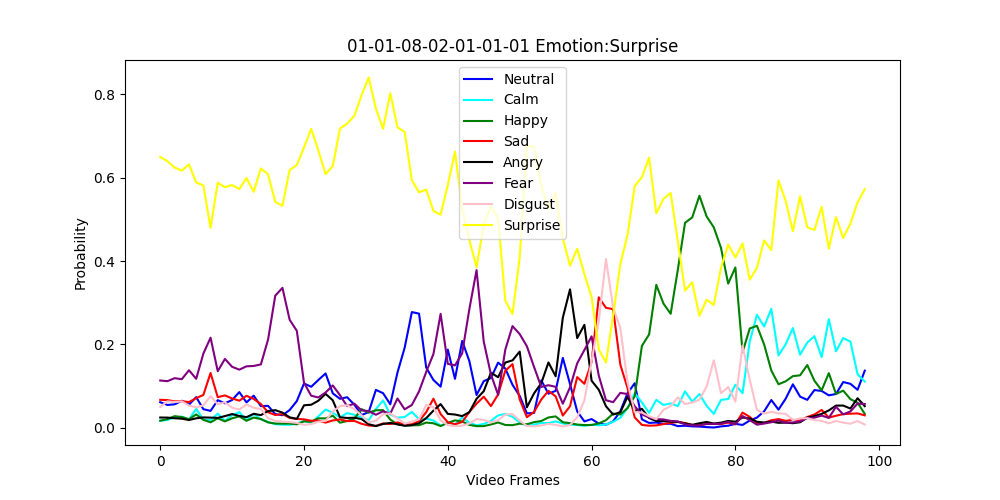 01-01-08-02-01-01-01 Emotion:Surprise
Neutral
Calm
Happy
Sad
Angry
Fear
Disgust
Surprise
Probability
0.8
0.6
0.4
0.2
0.0
0 20 40 60 80 100
Video Frames